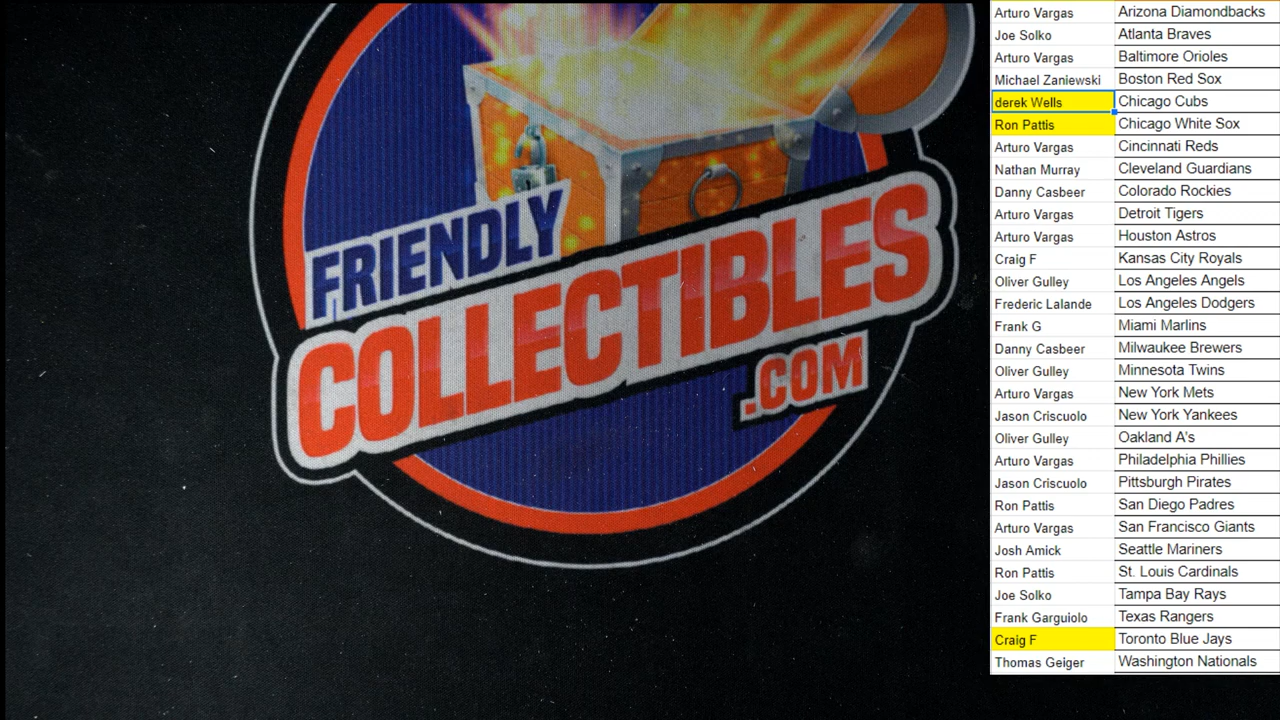 FRIENDLY
COLLECTIBLES
.COM
Arturo Vargas Arizona Diamondbacks
Joe Solko Atlanta Braves
Arturo Vargas Baltimore Orioles
Michael Zaniewski Boston Red Sox
derek Wells Chicago Cubs
Ron Pattis Chicago White Sox
Arturo Vargas Cincinnati Reds
Nathan Murray Cleveland Guardians
Danny Casbeer Colorado Rockies
Arturo Vargas Detroit Tigers
Arturo Vargas Houston Astros
Craig F Kansas City Royals
Oliver Gulley Los Angeles Angels
Frederic Lalande Los Angeles Dodgers
Frank G Miami Marlins
Danny Casbeer Milwaukee Brewers
Oliver Gulley Minnesota Twins
Arturo Vargas New York Mets
Jason Criscuolo New York Yankees
Oliver Gulley Oakland A's
Arturo Vargas Philadelphia Phillies
Jason Criscuolo Pittsburgh Pirates
Ron Pattis San Diego Padres
Arturo Vargas San Francisco Giants
Josh Amick Seattle Mariners
Ron Pattis St. Louis Cardinals
Joe Solko Tampa Bay Rays
Frank Garguiolo Texas Rangers
Craig F Toronto Blue Jays
Thomas Geiger Washington Nationals